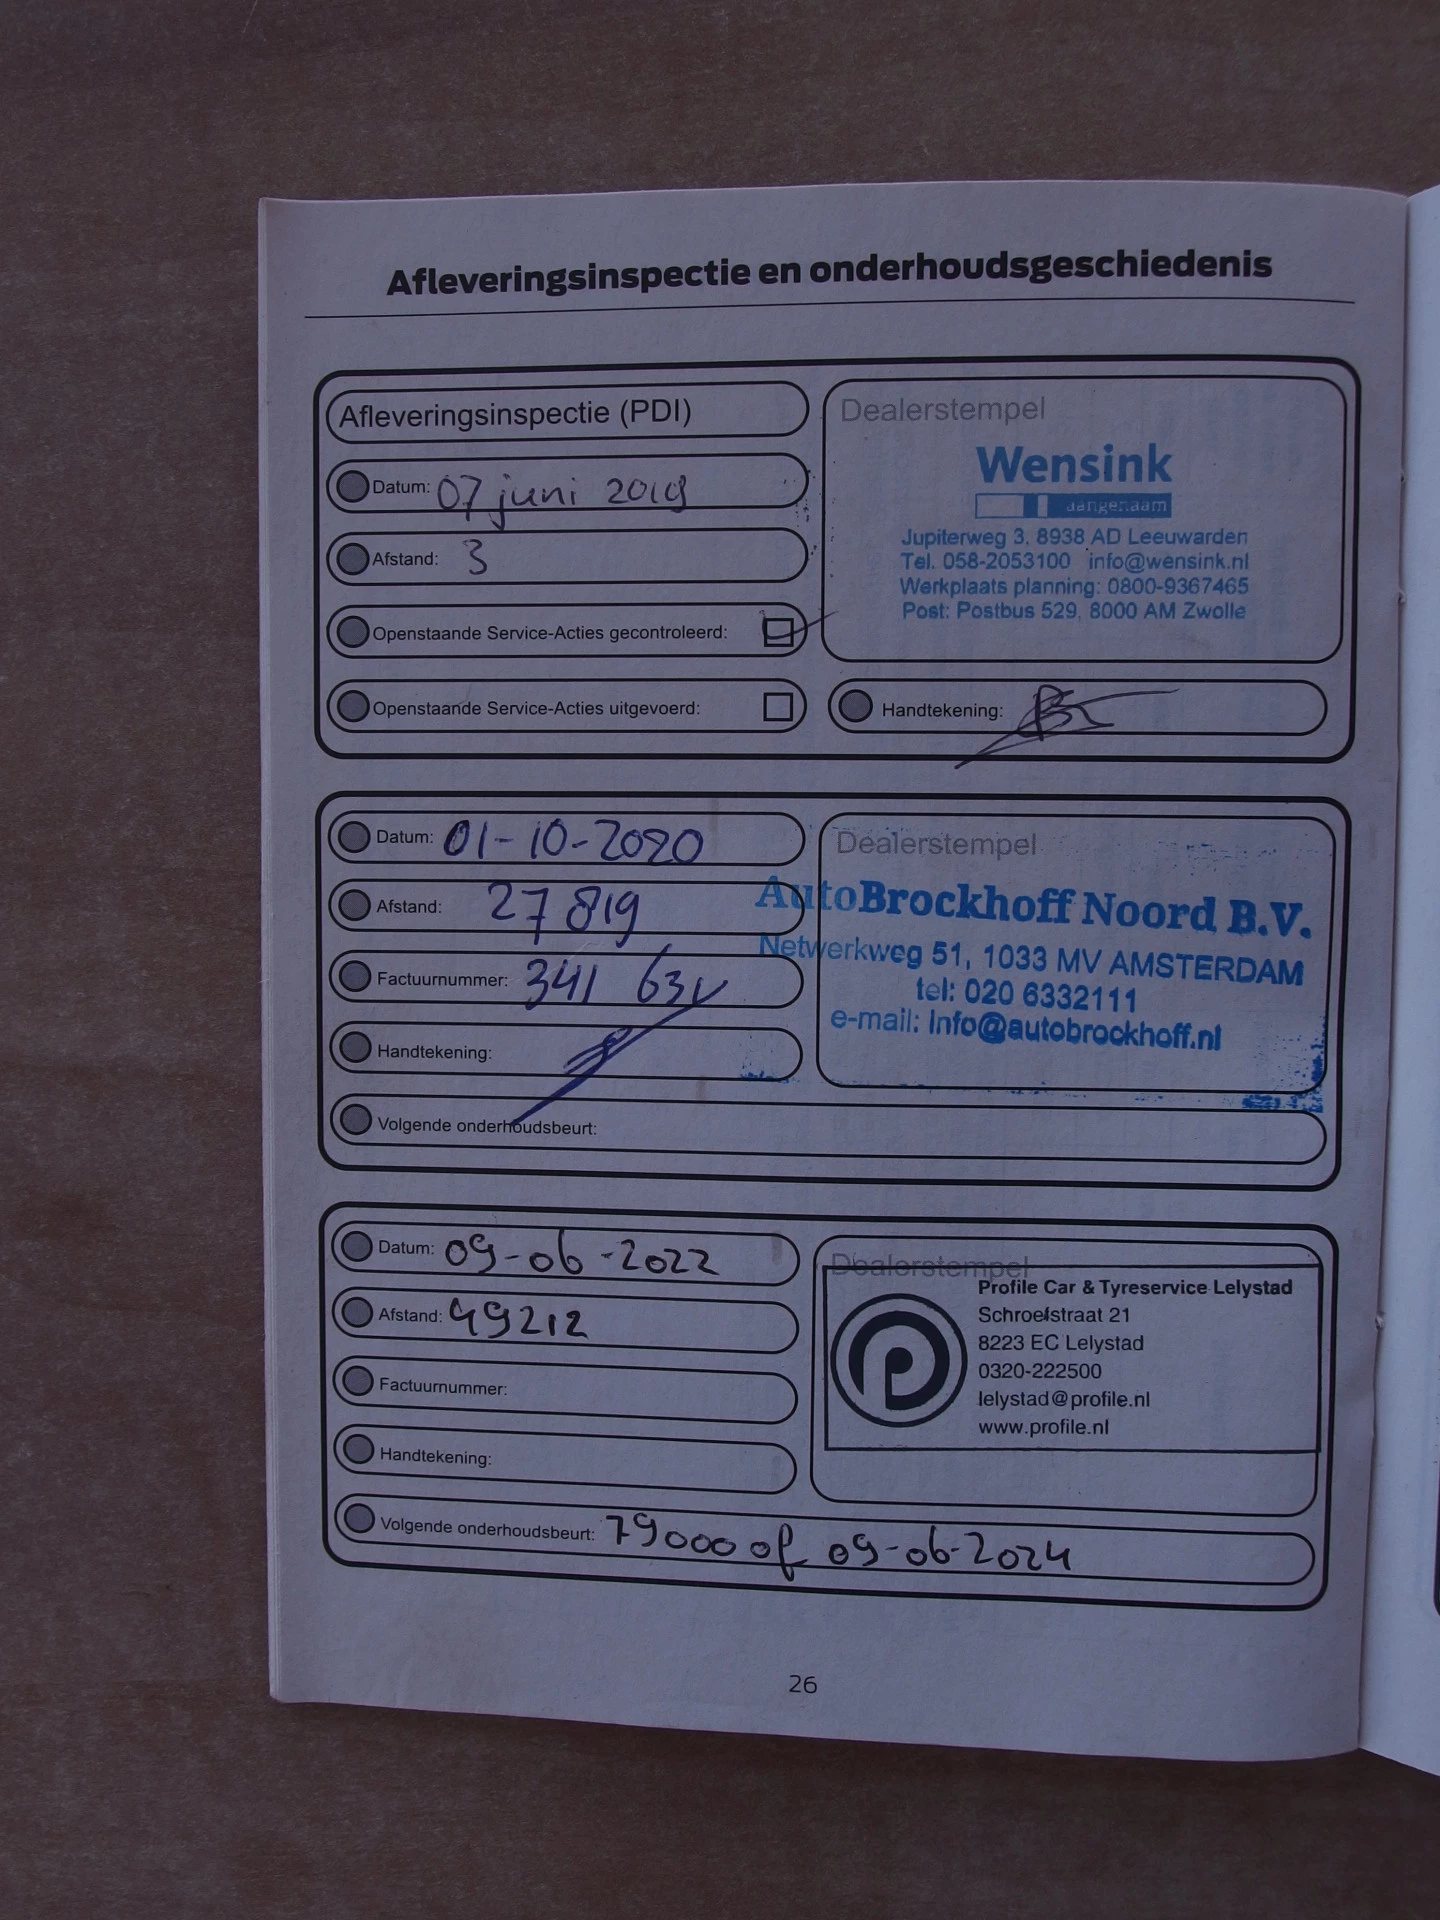 Afleveringsinspectie en onderhoudsgeschiedenis
Afleveringsinspectie (PDI)
Datum: 07 juni 2019
Afstand: 3
Openstaande Service-Acties gecontroleerd:
Openstaande Service-Acties uitgevoerd:
Dealerstempel
Wensink
aangenaam
Jupiterweg 3, 8938 AD Leeuwarden
Tel. 058-2053100 info@wensink.nl
Werkplaats planning: 0800-9367465
Post: Postbus 529, 8000 AM Zwolle
Handtekening:
Datum: 01-10-2020
Afstand: 27819
Factuurnummer: 341
Handtekening:
Dealerstempel
AutoBrockhoff Noord B.V.
Netwerkweg 51, 1033 MV AMSTERDAM
tel: 020 6332111
e-mail: Info@autobrockhoff.nl
Volgende onderhoudsbeurt:
Datum: 09-06-2022
Afstand: 49212
Factuurnummer:
Handtekening:
Dealerstempel
Profile Car & Tyreservice Lelystad
Schroefstraat 21
8223 EC Lelystad
0320-222500
lelystad@profile.nl
www.profile.nl
Volgende onderhoudsbeurt: 79000 of 09-06-2024
26